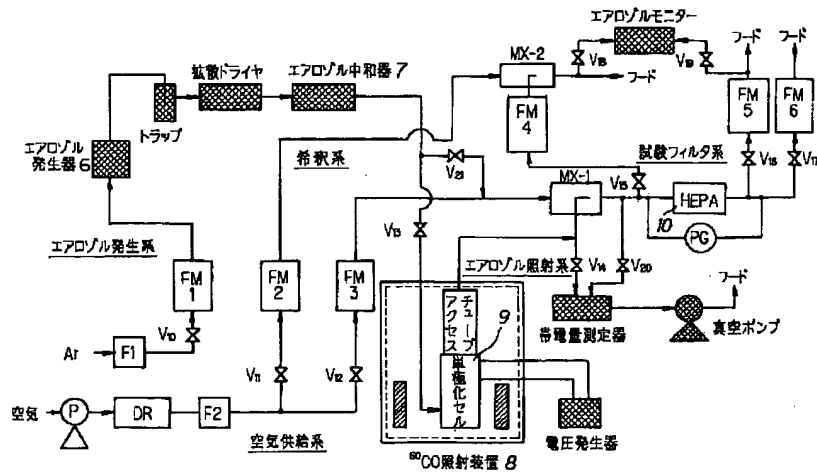 エアロゾルモニター
拡散ドライヤ
エアロゾル中和器 7
MX-2
V18
V19
フード
フード
フード
トラップ
FM
4
FM
5
FM
6
エアロゾル
発生器 6
希釈系
試験フィルタ系
V21
V15
V16
V17
MX-1
HEPA
10
PG
V13
エアロゾル発生系
エアロゾル照射系
V14
V20
フード
FM
1
FM
2
FM
3
チューブ
アクセス
9
帯電量測定器
真空ポンプ
V10
Ar
F1
V11
V12
単極化セル
空気
P
DR
F2
空気供給系
電圧発生器
60CO照射装置 8